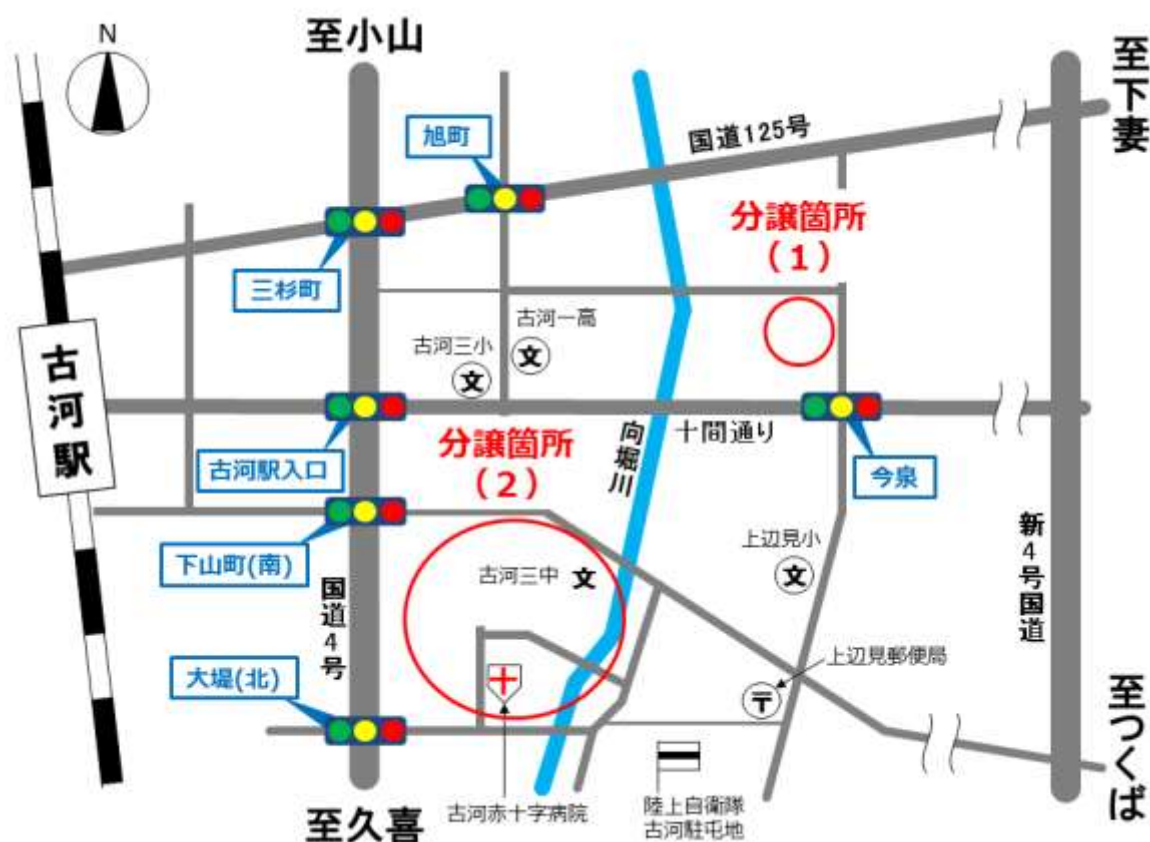 N
至小山
至下妻
旭町
国道125号
三杉町
分譲箇所
(1)
古河駅
古河一高
古河三小
文
文
向堀川
十間通り
古河駅入口
今泉
分譲箇所
(2)
下山町(南)
国道4号
古河三中
文
上辺見小
文
新4号国道
大堤(北)
上辺見郵便局
〒
至つくば
至久喜
古河赤十字病院
陸上自衛隊
古河駐屯地